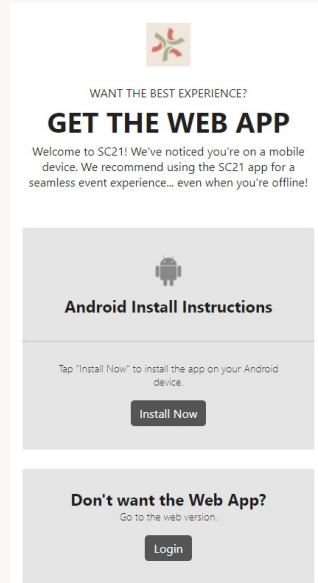 WANT THE BEST EXPERIENCE?
GET THE WEB APP
Welcome to SC21! We've noticed you're on a mobile
device. We recommend using the SC21 app for a
seamless event experience... even when you're offline!
Android Install Instructions
Tap "Install Now" to install the app on your Android
device.
Install Now
Don't want the Web App?
Go to the web version.
Login